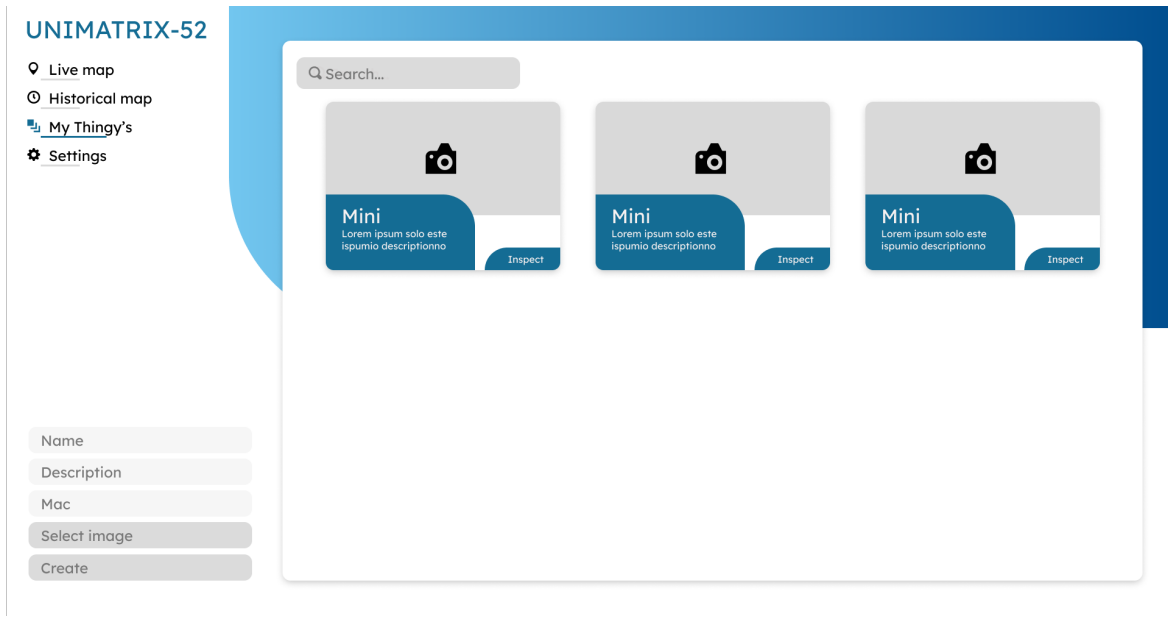 UNIMATRIX-52
Live map
Historical map
My Thingy’s
Settings
Search...
Mini
Lorem ipsum solo este
ispumio descriptionno
Inspect
Mini
Lorem ipsum solo este
ispumio descriptionno
Inspect
Mini
Lorem ipsum solo este
ispumio descriptionno
Inspect
Name
Description
Mac
Select image
Create